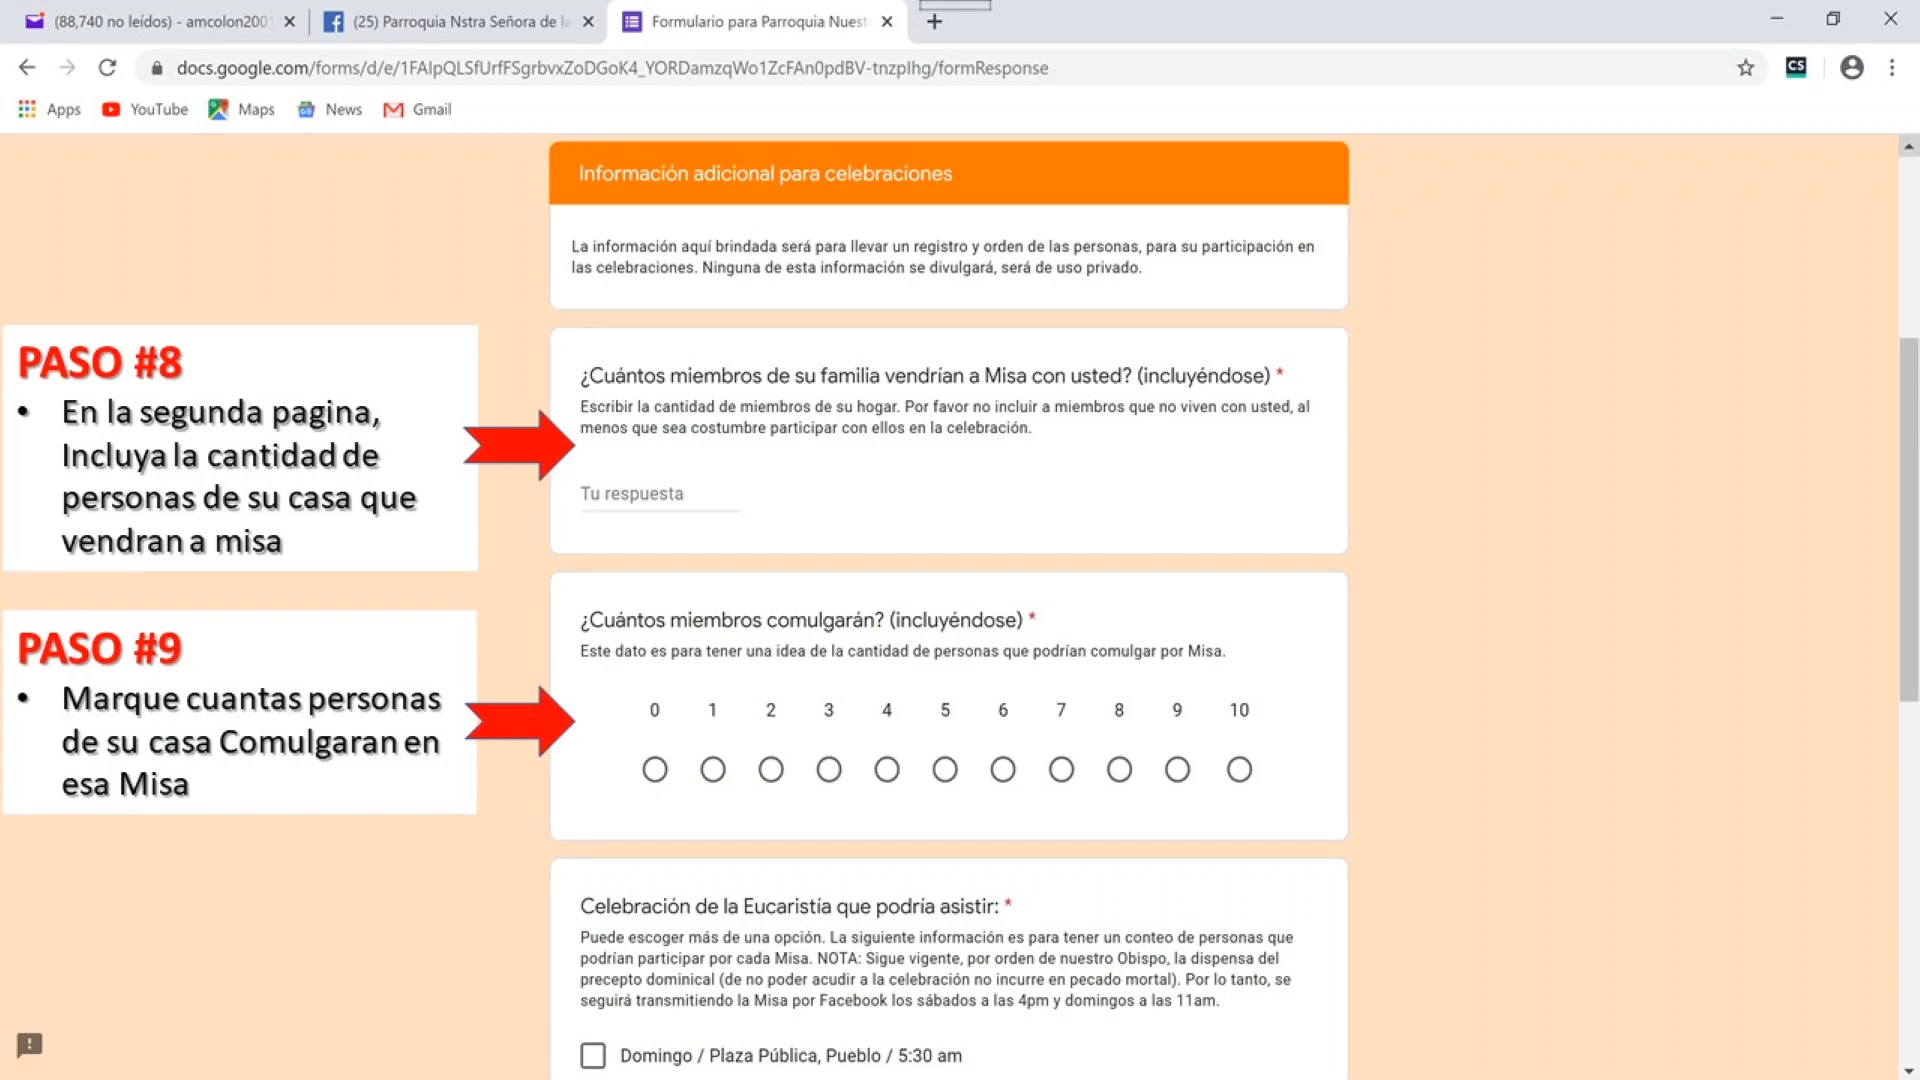 (88,740 no leídos) - amcolon2001
(25) Parroquia Nstra Señora de la
Formulario para Parroquia Nuest
docs.google.com/forms/d/e/1FAIpQLSfUrfFSgrbvxZoDGoK4_YORDamzqWo1ZcFAn0pdBV-tnzpIhg/formResponse
CS
Apps
YouTube
Maps
News
Gmail
Información adicional para celebraciones
La información aquí brindada será para llevar un registro y orden de las personas, para su participación en
las celebraciones. Ninguna de esta información se divulgará, será de uso privado.
PASO #8
• En la segunda pagina,
Incluya la cantidad de
personas de su casa que
vendran a misa
¿Cuántos miembros de su familia vendrían a Misa con usted? (incluyéndose) *
Escribir la cantidad de miembros de su hogar. Por favor no incluir a miembros que no viven con usted, al
menos que sea costumbre participar con ellos en la celebración.
Tu respuesta
PASO #9
• Marque cuantas personas
de su casa Comulgaran en
esa Misa
¿Cuántos miembros comulgarán? (incluyéndose) *
Este dato es para tener una idea de la cantidad de personas que podrían comulgar por Misa.
0 1 2 3 4 5 6 7 8 9 10
Celebración de la Eucaristía que podría asistir: *
Puede escoger más de una opción. La siguiente información es para tener un conteo de personas que
podrían participar por cada Misa. NOTA: Sigue vigente, por orden de nuestro Obispo, la dispensa del
precepto dominical (de no poder acudir a la celebración no incurre en pecado mortal). Por lo tanto, se
seguirá transmitiendo la Misa por Facebook los sábados a las 4pm y domingos a las 11am.
Domingo / Plaza Pública, Pueblo / 5:30 am